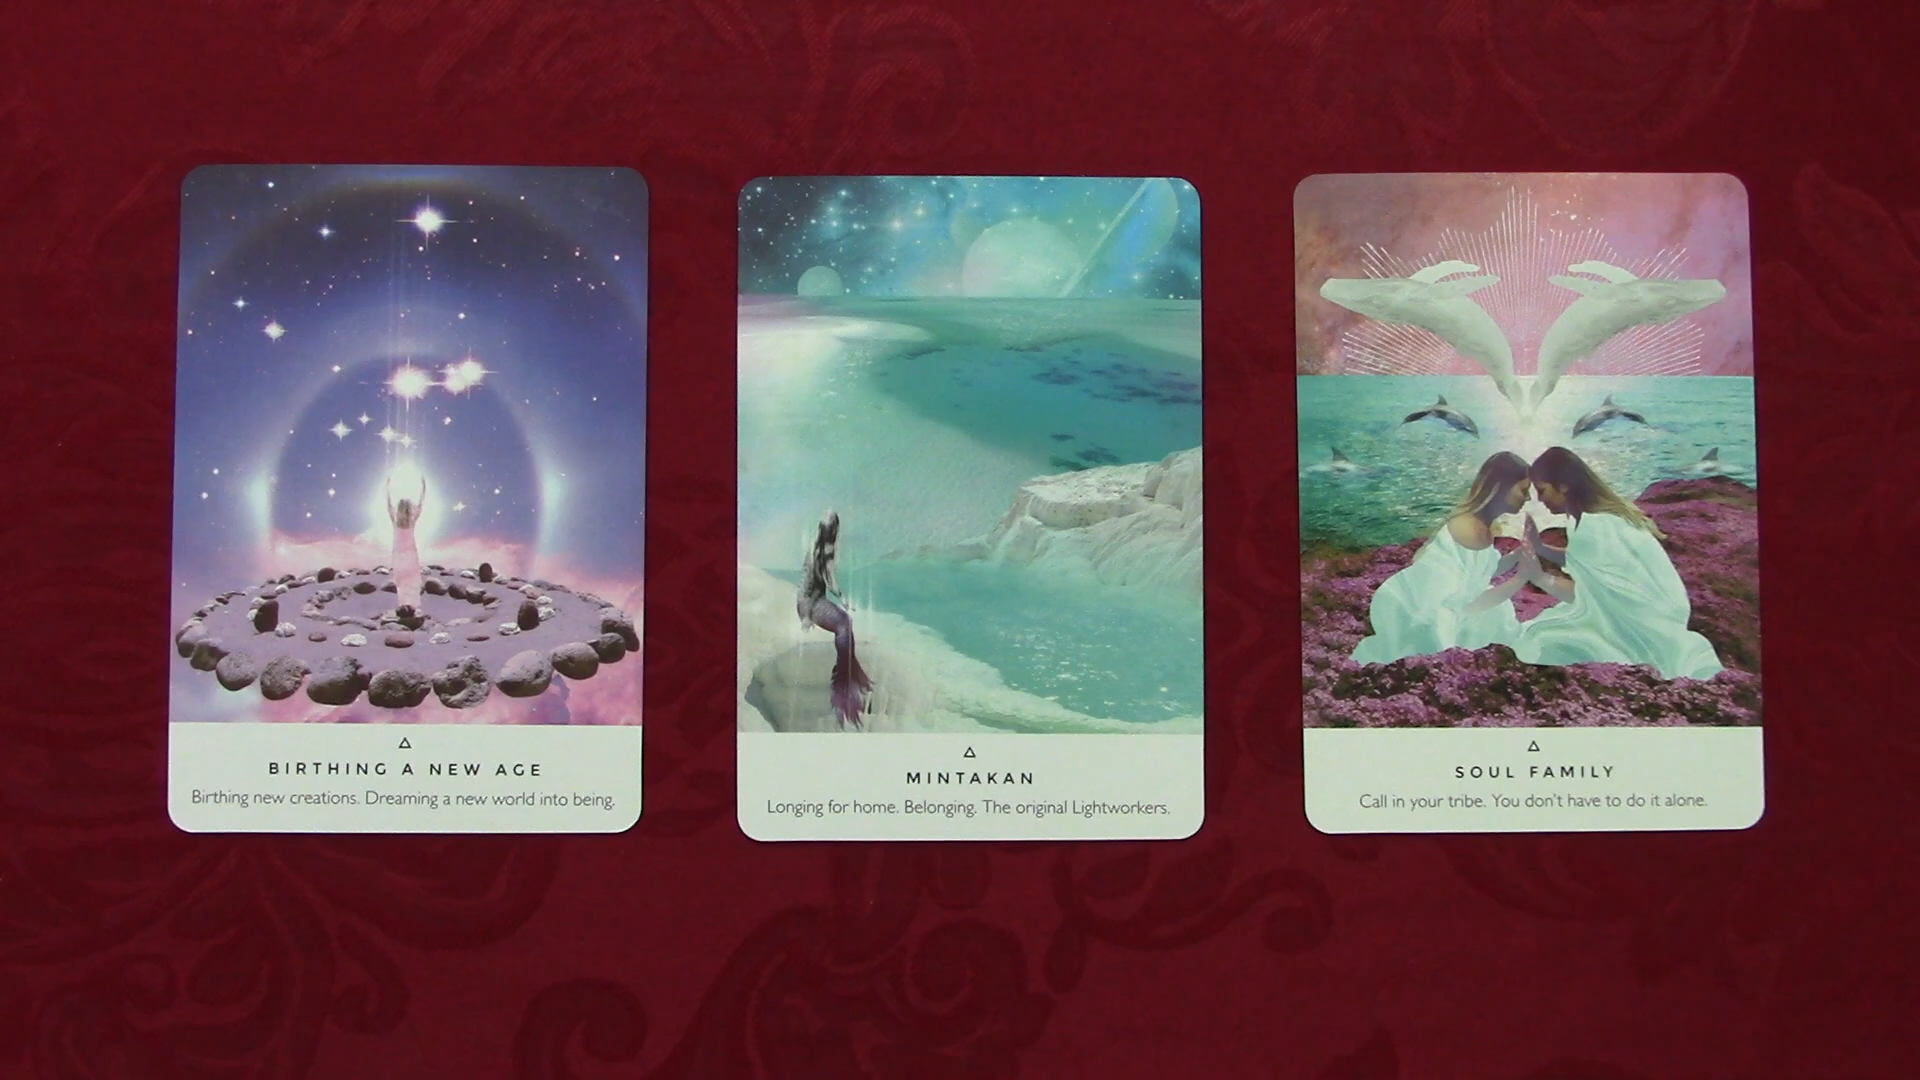 BIRTHING A NEW AGE
Birthing new creations. Dreaming a new world into being.
MINTAKAN
Longing for home. Belonging. The original Lightworkers.
SOUL FAMILY
Call in your tribe. You don't have to do it alone.